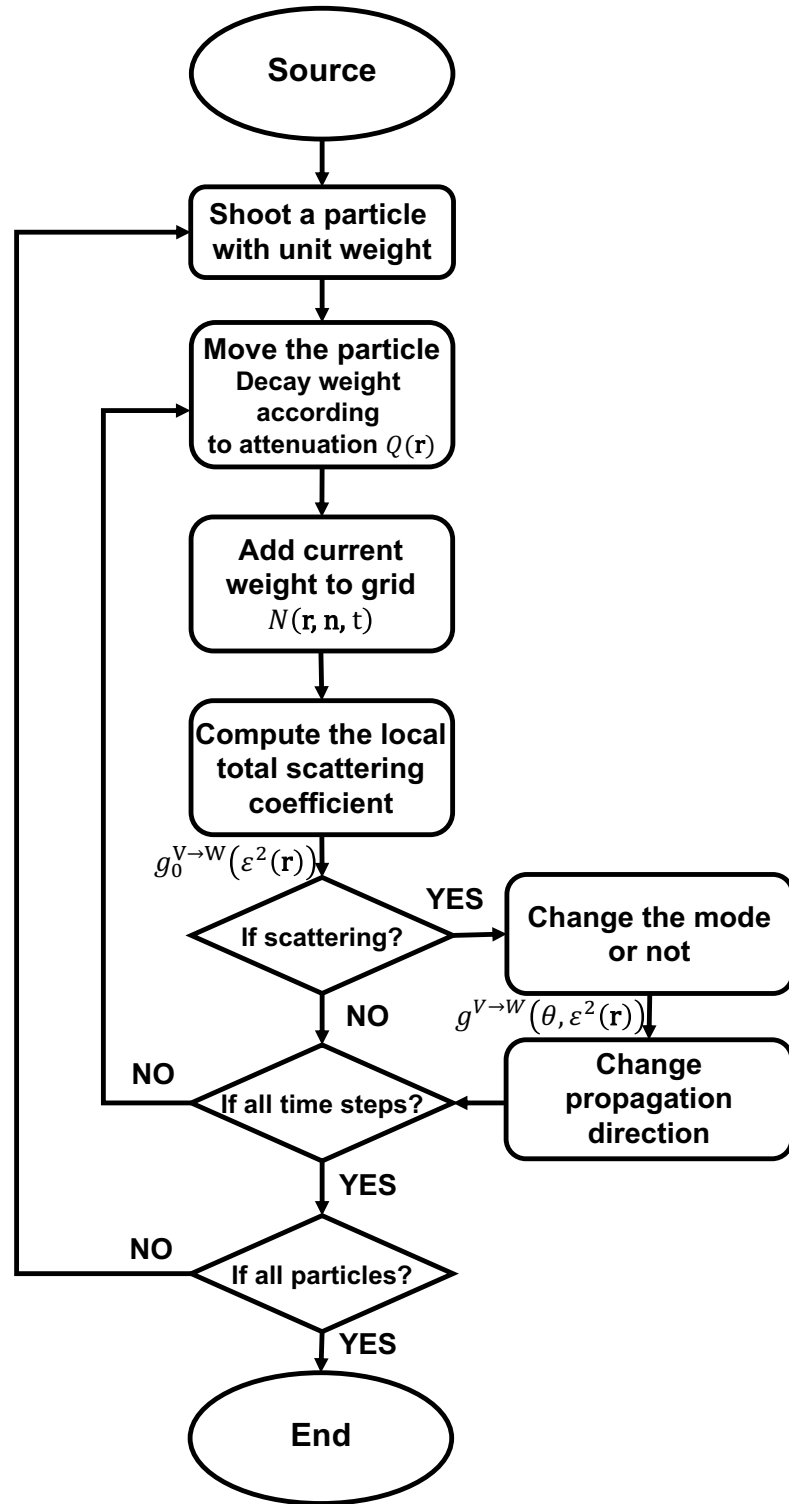 Source
Shoot a particle
with unit weight
Move the particle
Decay weight
according
to attenuation Q(r)
Add current
weight to grid
N(r, n, t)
Compute the local
total scattering
coefficient
g₀^{V→W}(ε²(r))
If scattering?
YES
Change the mode
or not
NO
g^{V→W}(θ, ε²(r))
Change
propagation
direction
If all time steps?
NO
YES
If all particles?
NO
YES
End